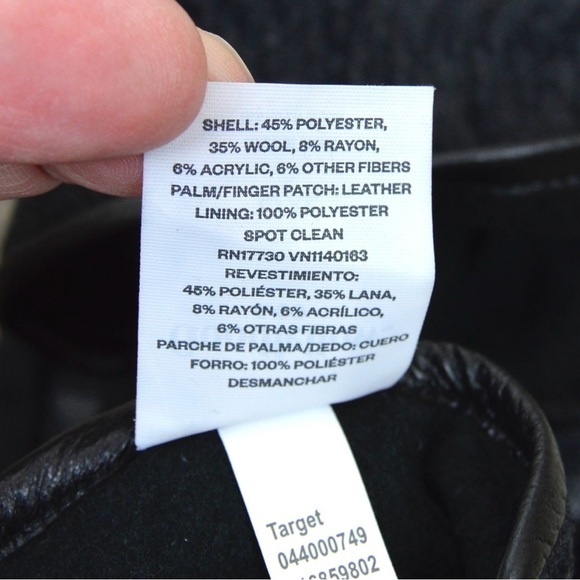 SHELL: 45% POLYESTER,
35% WOOL, 8% RAYON,
6% ACRYLIC, 6% OTHER FIBERS
PALM/FINGER PATCH: LEATHER
LINING: 100% POLYESTER
SPOT CLEAN
RN17730 VN1140163
REVESTIMIENTO:
45% POLIÉSTER, 35% LANA,
8% RAYÓN, 6% ACRÍLICO,
6% OTRAS FIBRAS
PARCHE DE PALMA/DEDO: CUERO
FORRO: 100% POLIÉSTER
DESMANCHAR
Target
044000749